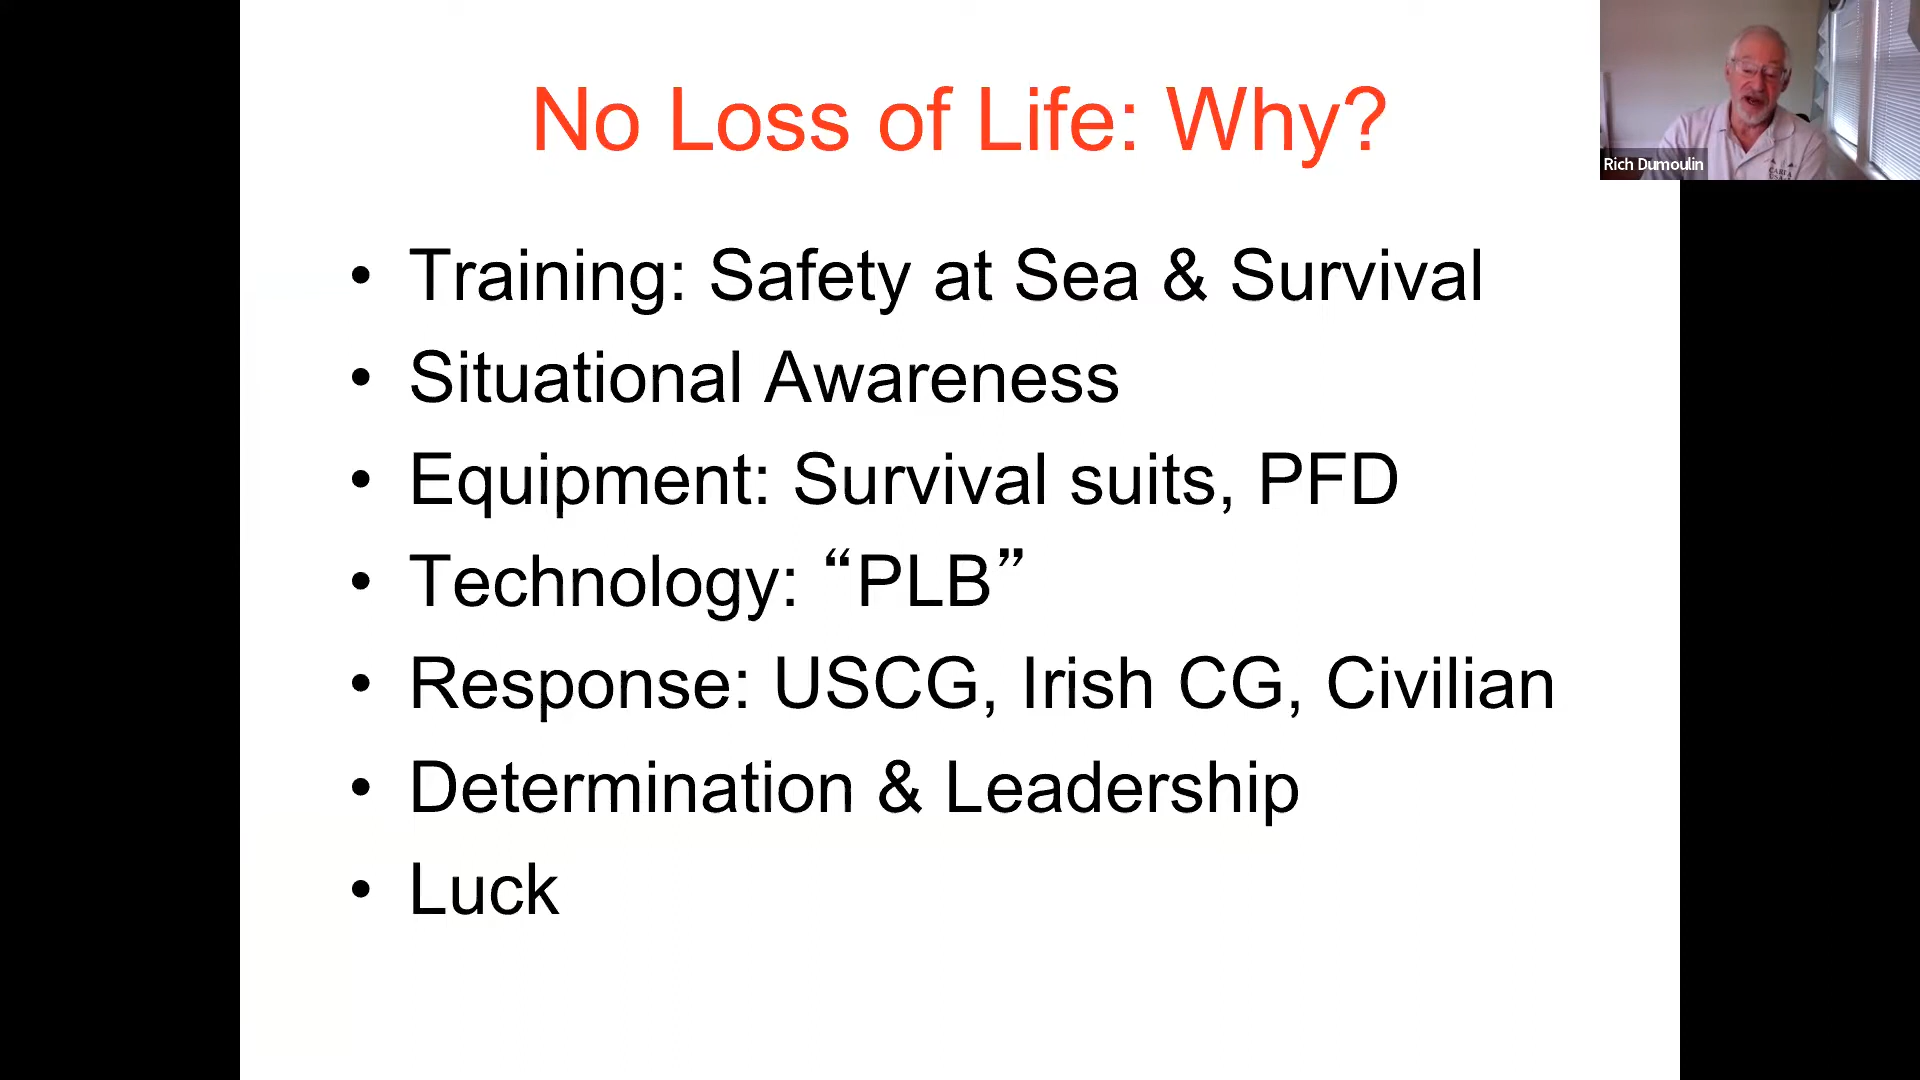 No Loss of Life: Why?
Rich Dumoulin
• Training: Safety at Sea & Survival
• Situational Awareness
• Equipment: Survival suits, PFD
• Technology: “PLB”
• Response: USCG, Irish CG, Civilian
• Determination & Leadership
• Luck